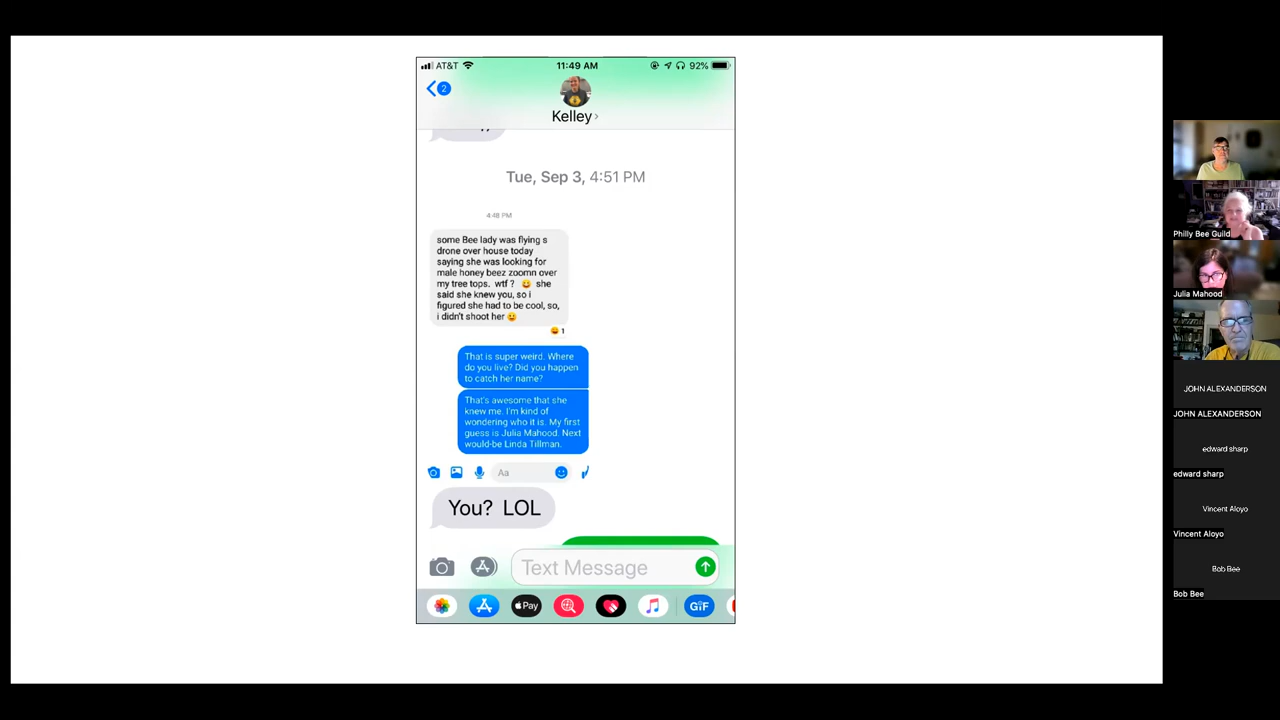 AT&T
11:49 AM
92%
2
Kelley
Tue, Sep 3, 4:51 PM
4:48 PM
some Bee lady was flying s
drone over house today
saying she was looking for
male honey beez zoomn over
my tree tops. wtf ? 😜 she
said she knew you, so i
figured she had to be cool, so,
i didn't shoot her 🙂
😀 1
That is super weird. Where
do you live? Did you happen
to catch her name?
That's awesome that she
knew me. I'm kind of
wondering who it is. My first
guess is Julia Mahood. Next
would-be Linda Tillman.
Aa
You? LOL
Text Message
Pay
GIF
Philly Bee Guild
Julia Mahood
JOHN ALEXANDERSON
JOHN ALEXANDERSON
edward sharp
edward sharp
Vincent Aloyo
Vincent Aloyo
Bob Bee
Bob Bee